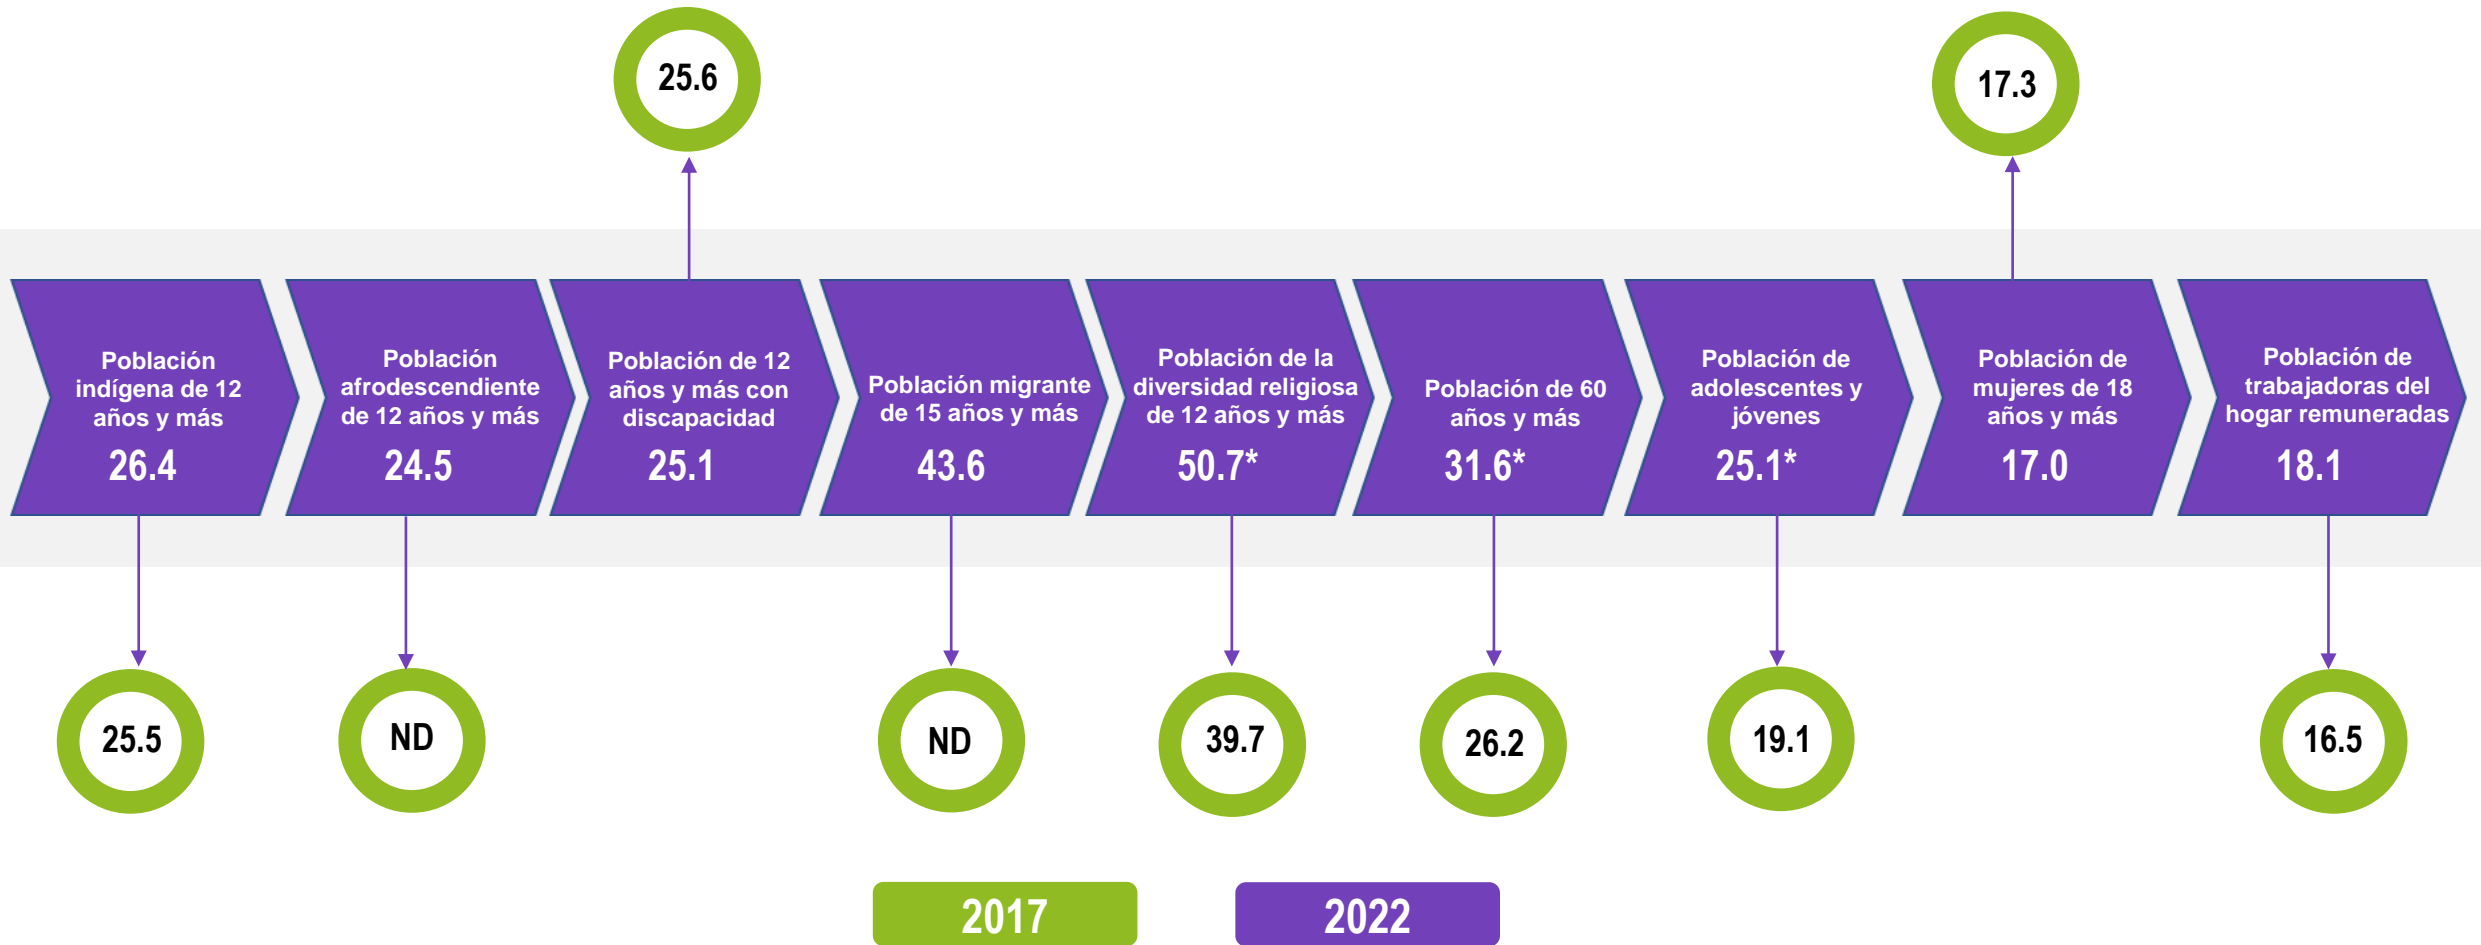 25.6
17.3
Población
indígena de 12
años y más
26.4
Población
afrodescendiente
de 12 años y más
24.5
Población de 12
años y más con
discapacidad
25.1
Población migrante
de 15 años y más
43.6
Población de la
diversidad religiosa
de 12 años y más
50.7*
Población de 60
años y más
31.6*
Población de
adolescentes y
jóvenes
25.1*
Población de
mujeres de 18
años y más
17.0
Población de
trabajadoras del
hogar remuneradas
18.1
25.5
ND
ND
39.7
26.2
19.1
16.5
2017
2022